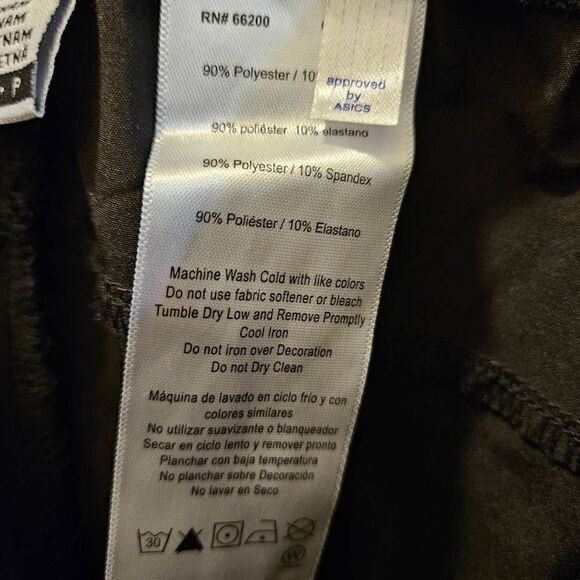 NAM
TNAM
ETNÃ
P
RN# 66200
90% Polyester / 10
approved
by
ASICS
90% poliéster 10% elastano
90% Polyester / 10% Spandex
90% Poliéster / 10% Elastano
Machine Wash Cold with like colors
Do not use fabric softener or bleach
Tumble Dry Low and Remove Promptly
Cool Iron
Do not iron over Decoration
Do not Dry Clean
Máquina de lavado en ciclo frío y con
colores similares
No utilizar suavizante o blanqueador
Secar en ciclo lento y remover pronto
Planchar con baja temperatura
No planchar sobre Decoración
No lavar en Seco
30
W